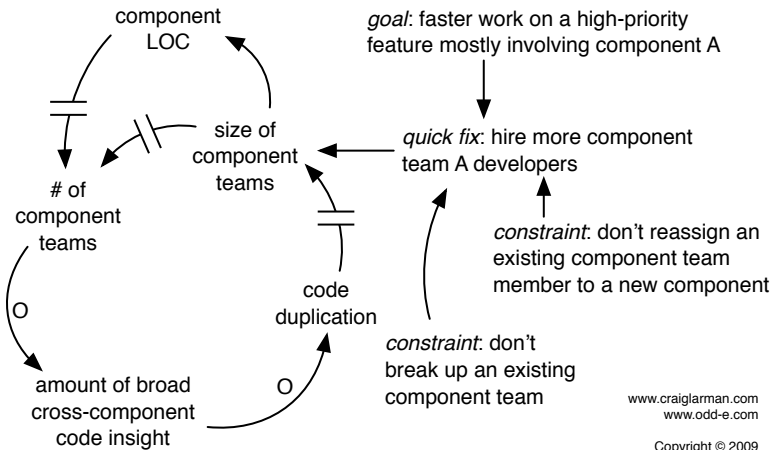 component
LOC
goal: faster work on a high-priority
feature mostly involving component A
size of
component
teams
quick fix: hire more component
team A developers
# of
component
teams
constraint: don't reassign an
existing component team
member to a new component
code
duplication
O
O
constraint: don't
break up an existing
component team
amount of broad
cross-component
code insight
www.craiglarman.com
www.odd-e.com
Copyright © 2009